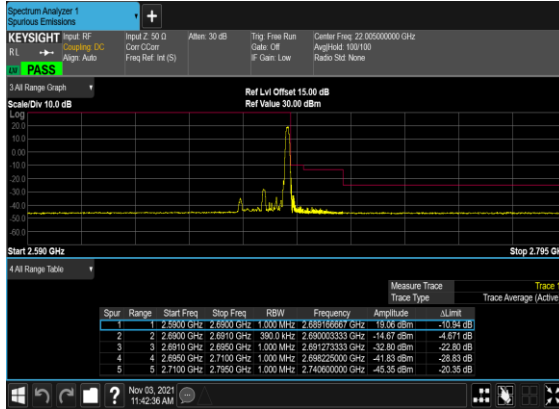 Spectrum Analyzer 1
Spurious Emissions
+
KEYSIGHT Input: RF Input Z: 50 Ω Atten: 30 dB Trig: Free Run Center Freq: 22.005000000 GHz
RL Coupling: DC Corr CCorr Gate: Off Avg|Hold: 100/100
Align: Auto Freq Ref: Int (S) IF Gain: Low Radio Std: None
PASS
3 All Range Graph
Ref Lvl Offset 15.00 dB
Scale/Div 10.0 dB Ref Value 30.00 dBm
Log
20.0
10.0
0.00
-10.0
-20.0
-30.0
-40.0
-50.0
-60.0
Start 2.590 GHz Stop 2.795 GH
4 All Range Table
Measure Trace Trace 1
Trace Type Trace Average (Active
Spur Range Start Freq Stop Freq RBW Frequency Amplitude ΔLimit
1 1 2.5900 GHz 2.6900 GHz 1.000 MHz 2.689166667 GHz 19.06 dBm -10.94 dB
2 2 2.6900 GHz 2.6910 GHz 390.0 kHz 2.690003333 GHz -14.67 dBm -4.671 dB
3 3 2.6910 GHz 2.6950 GHz 1.000 MHz 2.691273333 GHz -32.80 dBm -22.80 dB
4 4 2.6950 GHz 2.7100 GHz 1.000 MHz 2.698225000 GHz -41.83 dBm -28.83 dB
5 5 2.7100 GHz 2.7950 GHz 1.000 MHz 2.740600000 GHz -45.35 dBm -20.35 dB
? Nov 03, 2021
11:42:36 AM